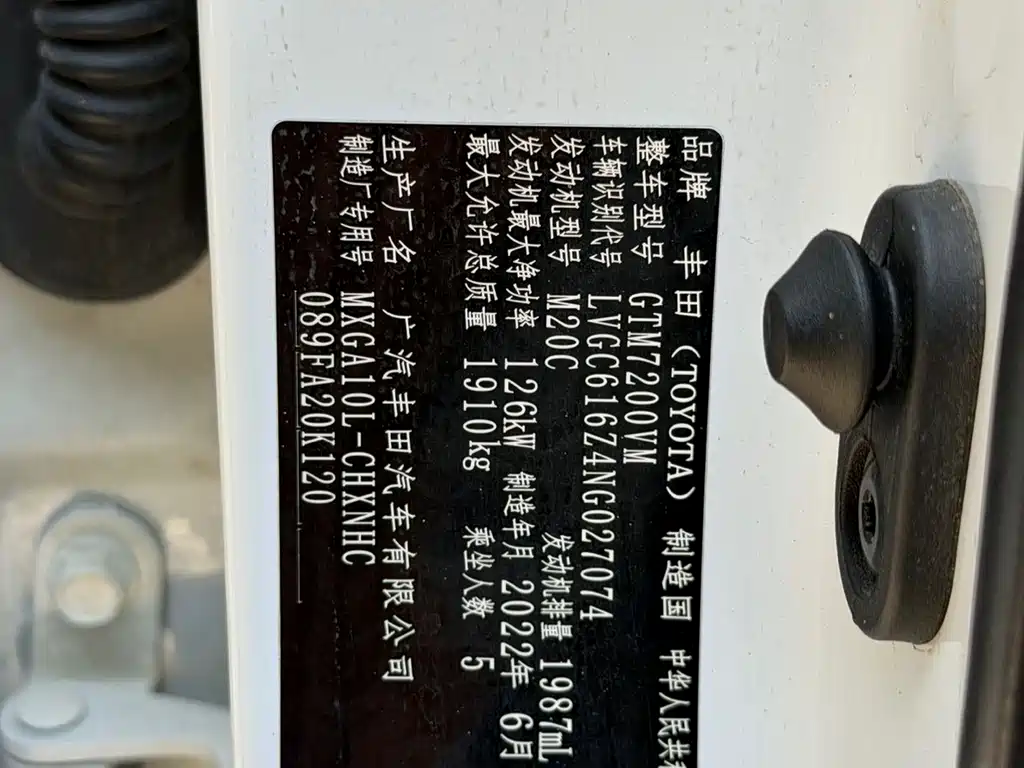 品牌 丰田(TOYOTA) 制造国 中华人民共
整车型号 GTM7200VM
车辆识别代号 LVGC616Z4NG027074
发动机型号 M20C 发动机排量 1987mL
发动机最大净功率 126kW 制造年月 2022年 6月
最大允许总质量 1910kg 乘坐人数 5
生产厂名 广汽丰田汽车有限公司
制造厂专用号 MXGA10L-CHXNHC
089FA20K120